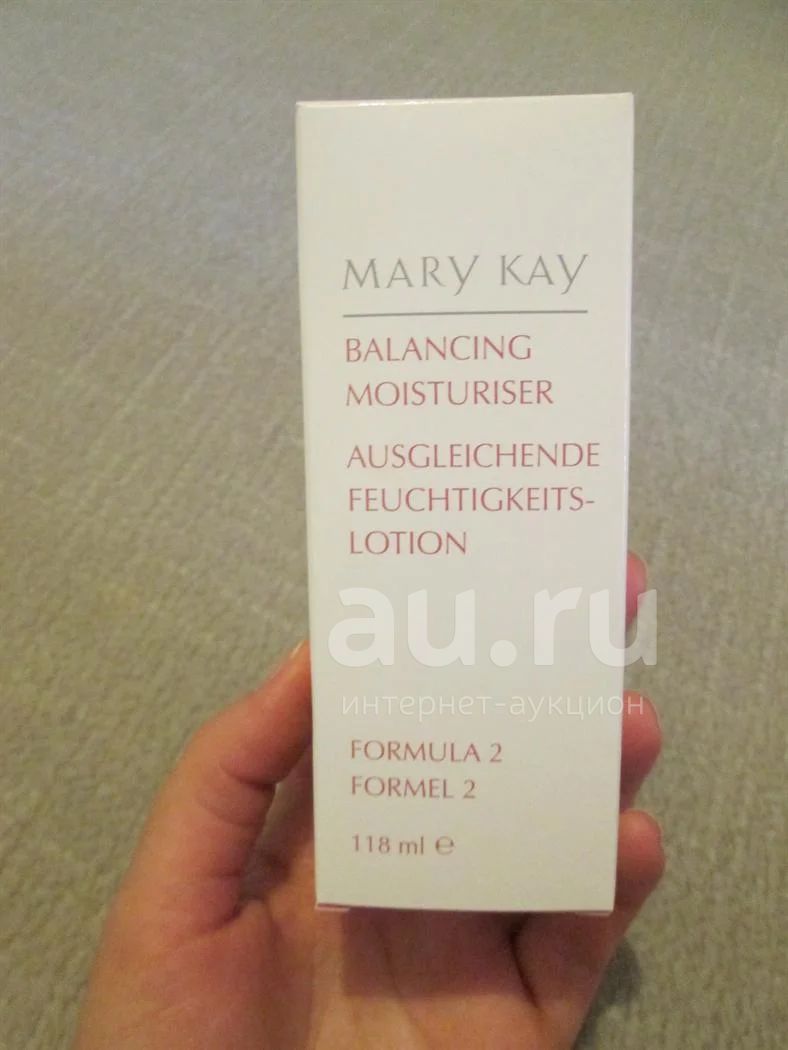 MARY KAY
BALANCING
MOISTURISER
AUSGLEICHENDE
FEUCHTIGKEITS-
LOTION
au.ru
интернет-аукцион
FORMULA 2
FORMEL 2
118 ml ℮